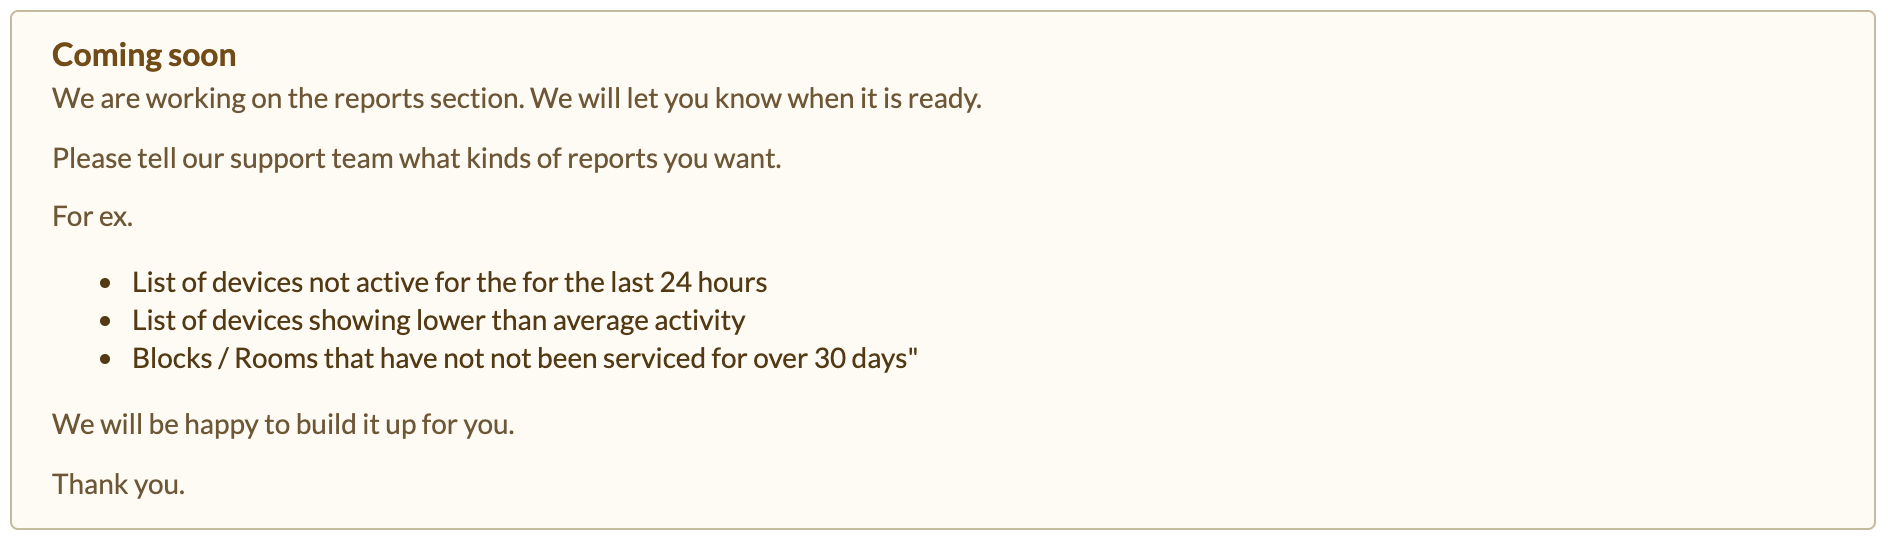 Coming soon
We are working on the reports section. We will let you know when it is ready.
Please tell our support team what kinds of reports you want.
For ex.
• List of devices not active for the for the last 24 hours
• List of devices showing lower than average activity
• Blocks / Rooms that have not not been serviced for over 30 days"
We will be happy to build it up for you.
Thank you.